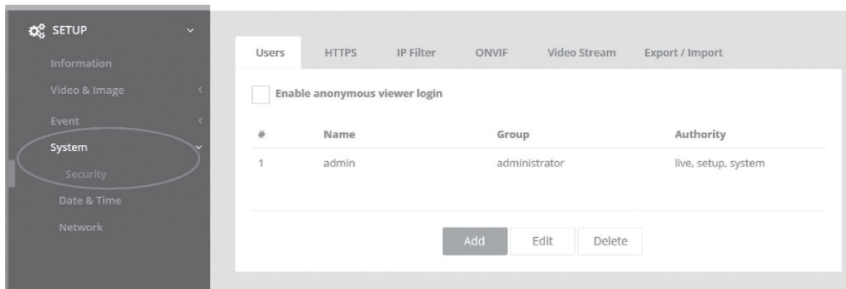 SETUP
Information
Video & Image
Event
System
Security
Date & Time
Network
Users HTTPS IP Filter ONVIF Video Stream Export / Import
Enable anonymous viewer login
# Name Group Authority
1 admin administrator live, setup, system
Add Edit Delete